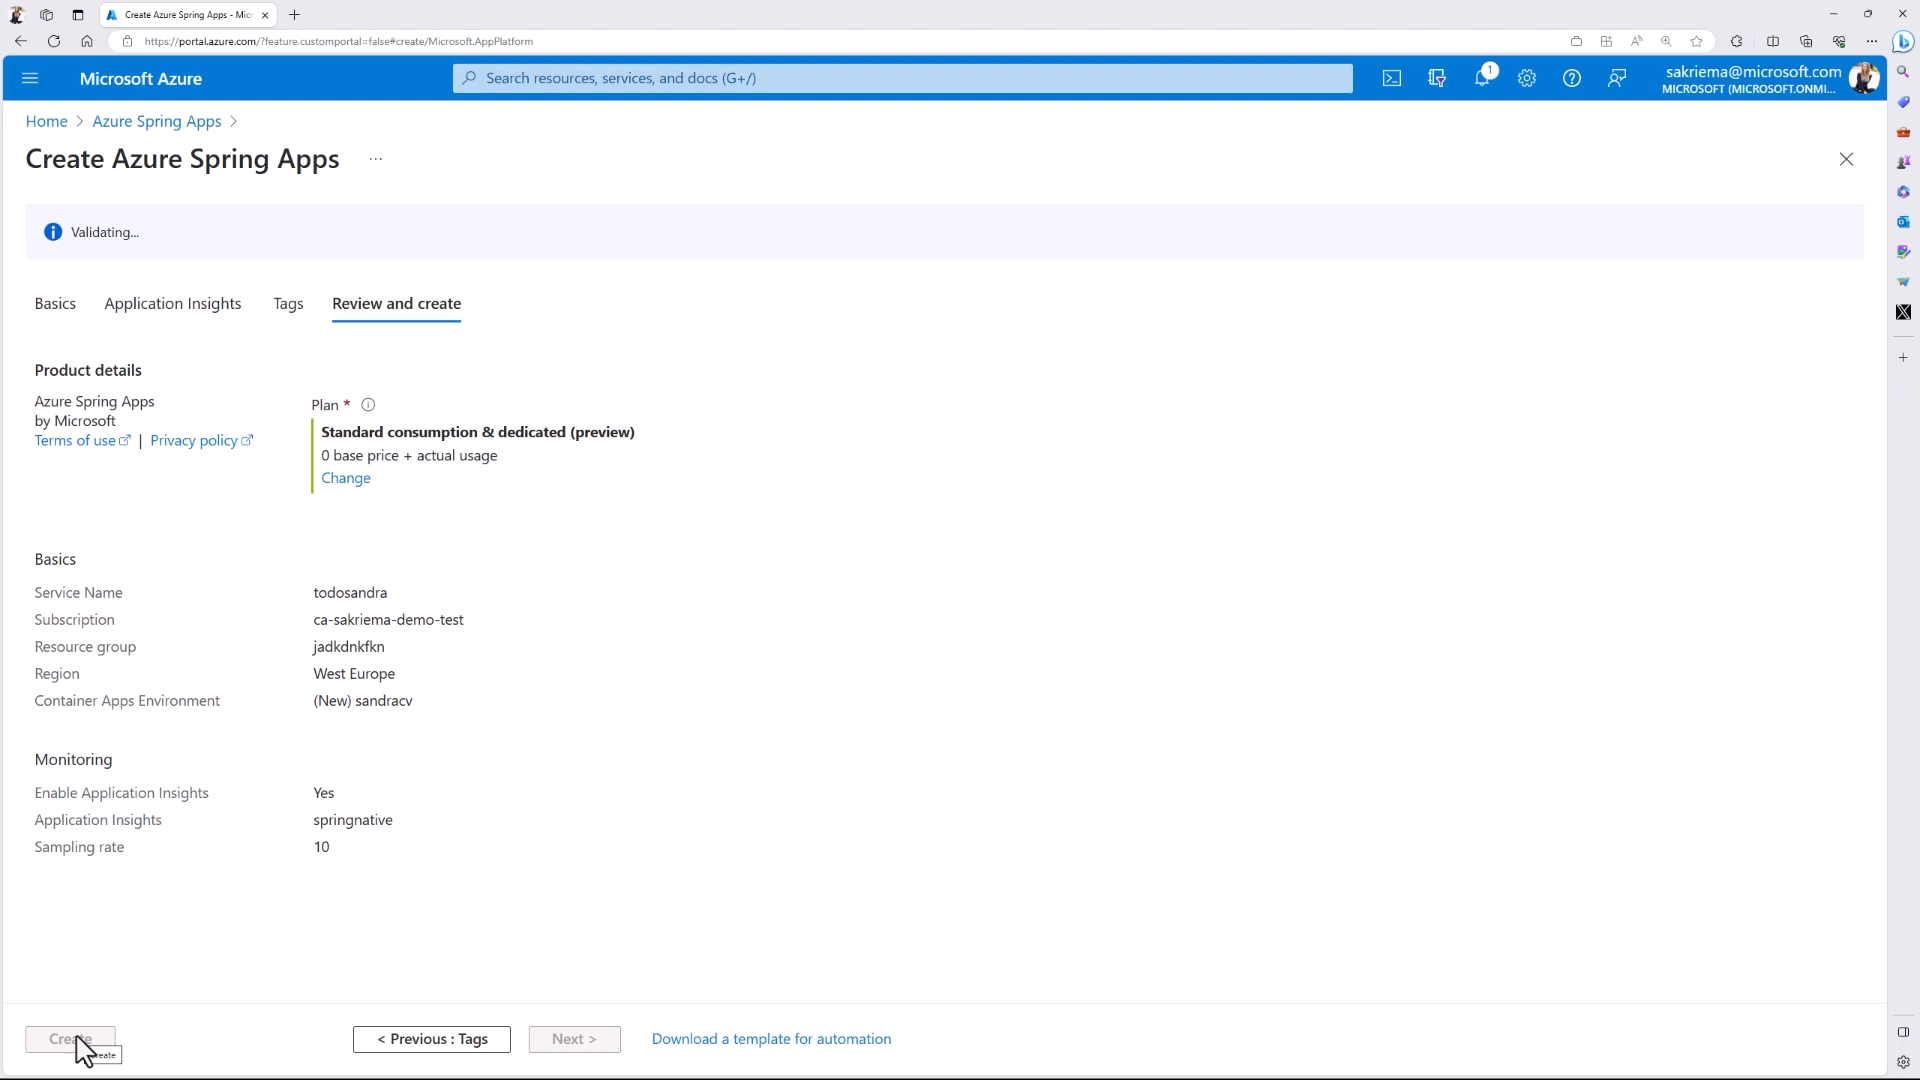 Create Azure Spring Apps - Micr
https://portal.azure.com/?feature.customportal=false#create/Microsoft.AppPlatform
Microsoft Azure
Search resources, services, and docs (G+/)
1
sakriema@microsoft.com
MICROSOFT (MICROSOFT.ONMI...
Home > Azure Spring Apps >
Create Azure Spring Apps ...
Validating...
Basics Application Insights Tags Review and create
Product details
Azure Spring Apps
by Microsoft
Terms of use | Privacy policy
Plan *
Standard consumption & dedicated (preview)
0 base price + actual usage
Change
Basics
Service Name todosandra
Subscription ca-sakriema-demo-test
Resource group jadkdnkfkn
Region West Europe
Container Apps Environment (New) sandracv
Monitoring
Enable Application Insights Yes
Application Insights springnative
Sampling rate 10
Create < Previous : Tags Next > Download a template for automation